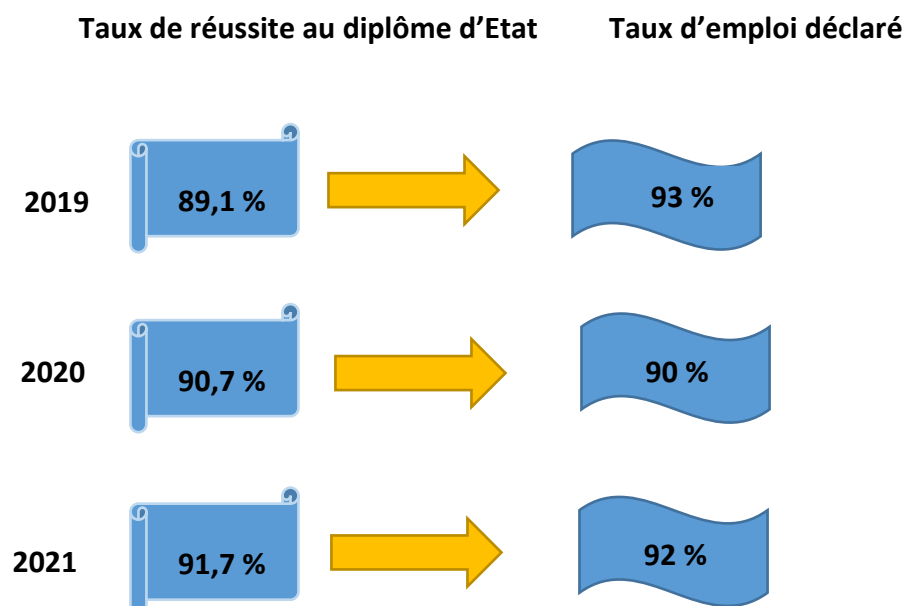 Taux de réussite au diplôme d'Etat Taux d'emploi déclaré
2019 89,1 % 93 %
2020 90,7 % 90 %
2021 91,7 % 92 %